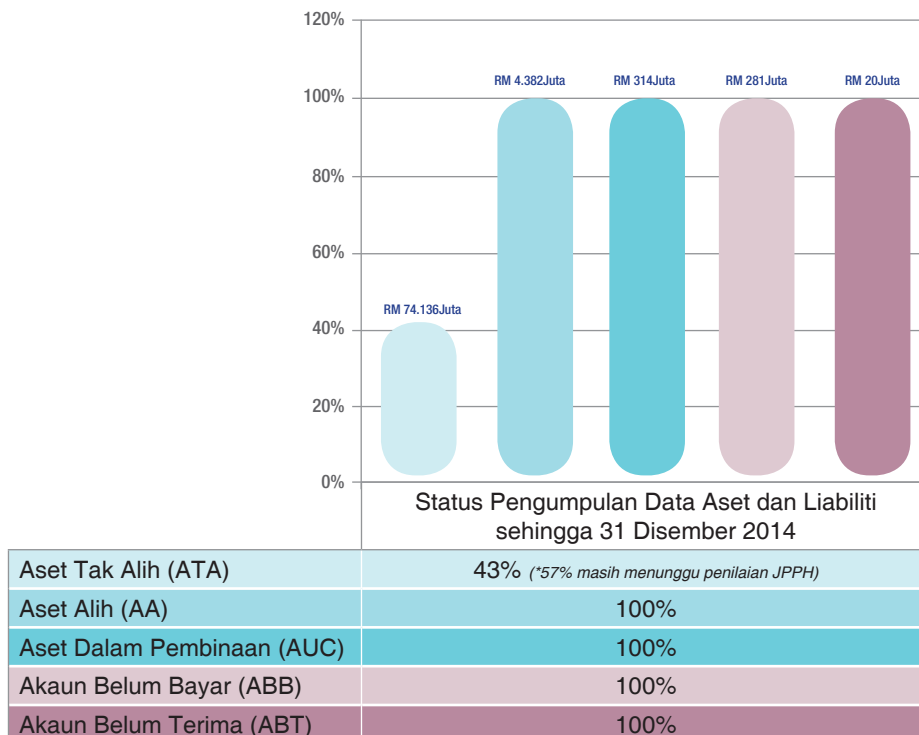 120%
RM 4.382Juta RM 314Juta RM 281Juta RM 20Juta
100%
80%
60%
RM 74.136Juta
40%
20%
0%
Status Pengumpulan Data Aset dan Liabiliti
sehingga 31 Disember 2014
Aset Tak Alih (ATA) 43% (*57% masih menunggu penilaian JPPH)
Aset Alih (AA) 100%
Aset Dalam Pembinaan (AUC) 100%
Akaun Belum Bayar (ABB) 100%
Akaun Belum Terima (ABT) 100%